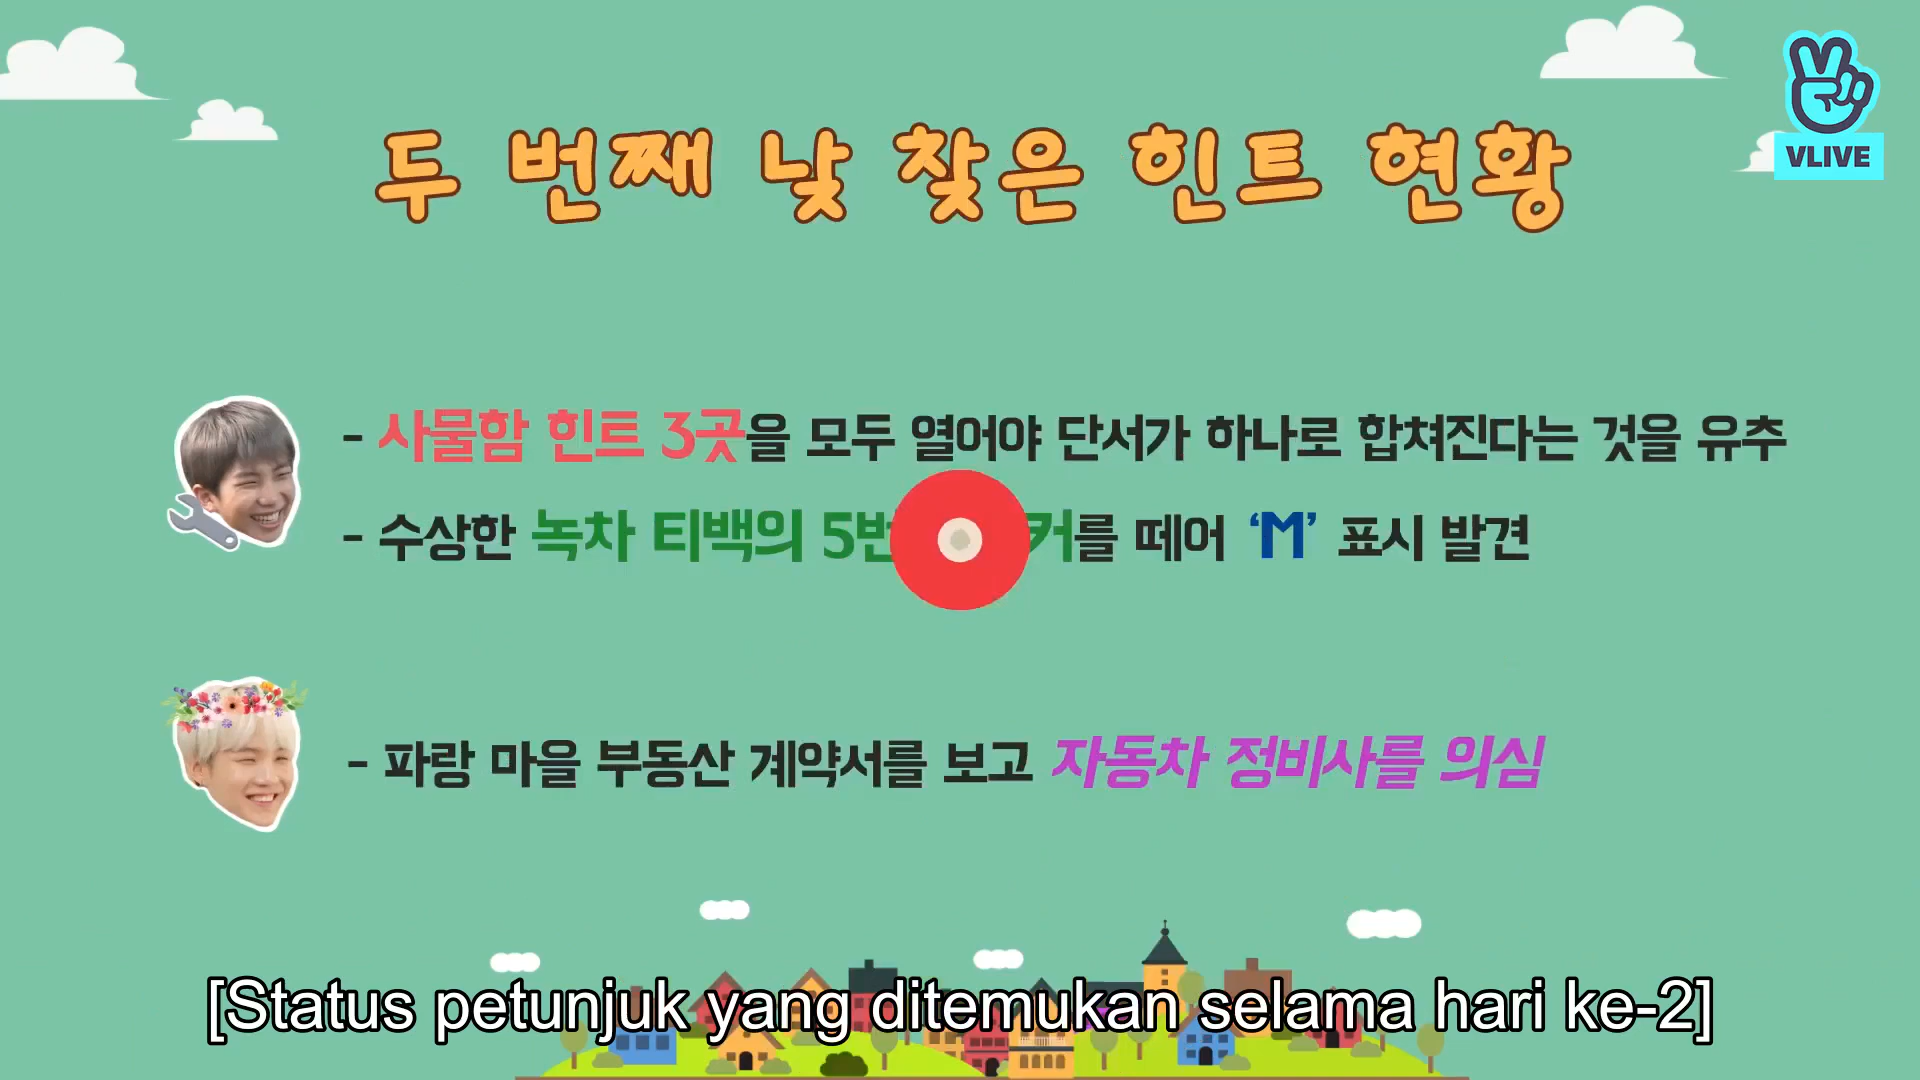 VLIVE
두 번째 낮 찾은 힌트 현황
- 사물함 힌트 3곳을 모두 열어야 단서가 하나로 합쳐진다는 것을 유추
- 수상한 녹차 티백의 5번 커를 떼어 ‘M’ 표시 발견
- 파랑 마을 부동산 계약서를 보고 자동차 정비사를 의심
[Status petunjuk yang ditemukan selama hari ke-2]